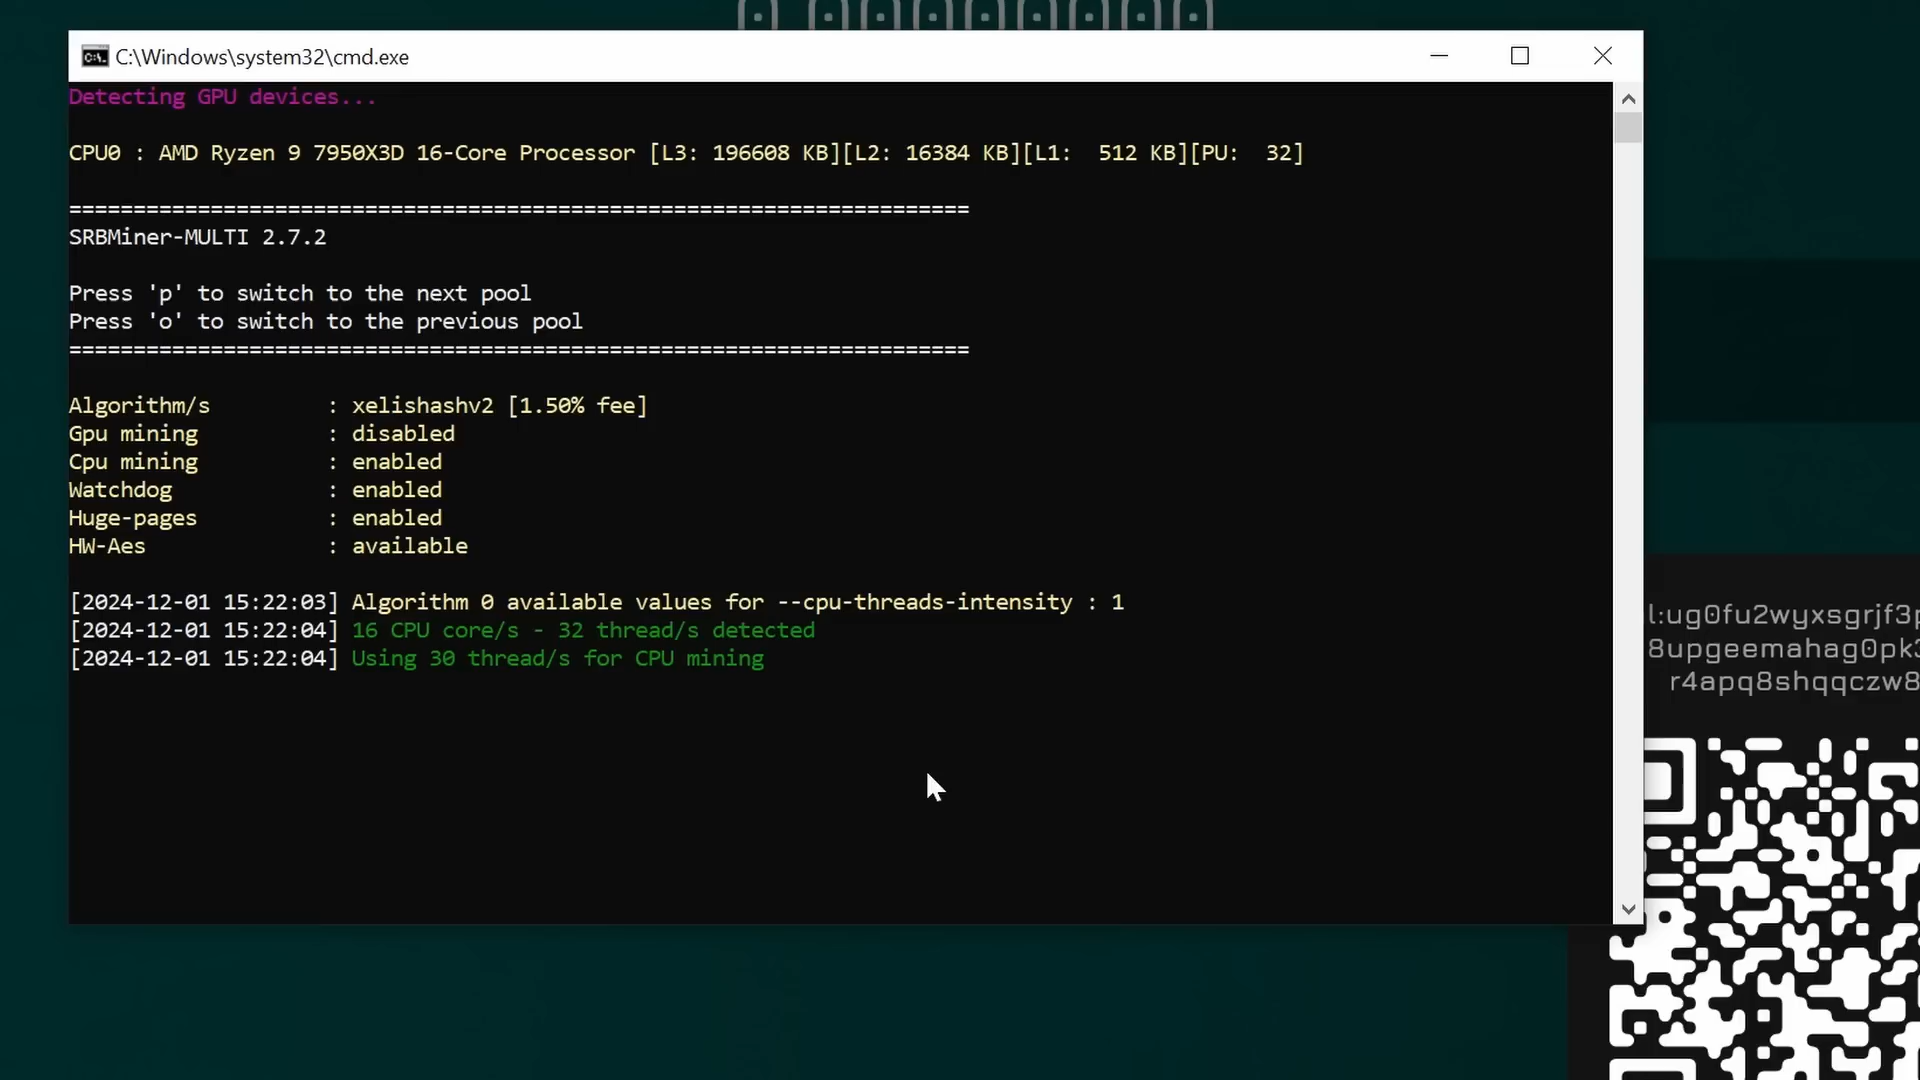 C:\Windows\system32\cmd.exe
Detecting GPU devices...
CPU0 : AMD Ryzen 9 7950X3D 16-Core Processor [L3: 196608 KB][L2: 16384 KB][L1:  512 KB][PU:  32]
======================================================================
SRBMiner-MULTI 2.7.2
Press 'p' to switch to the next pool
Press 'o' to switch to the previous pool
======================================================================
Algorithm/s : xelishashv2 [1.50% fee]
Gpu mining : disabled
Cpu mining : enabled
Watchdog : enabled
Huge-pages : enabled
HW-Aes : available
[2024-12-01 15:22:03] Algorithm 0 available values for --cpu-threads-intensity : 1
[2024-12-01 15:22:04] 16 CPU core/s - 32 thread/s detected
[2024-12-01 15:22:04] Using 30 thread/s for CPU mining
l:ug0fu2wyxsgrjf3p
8upgeemahag0pk3
r4apq8shqqczw8